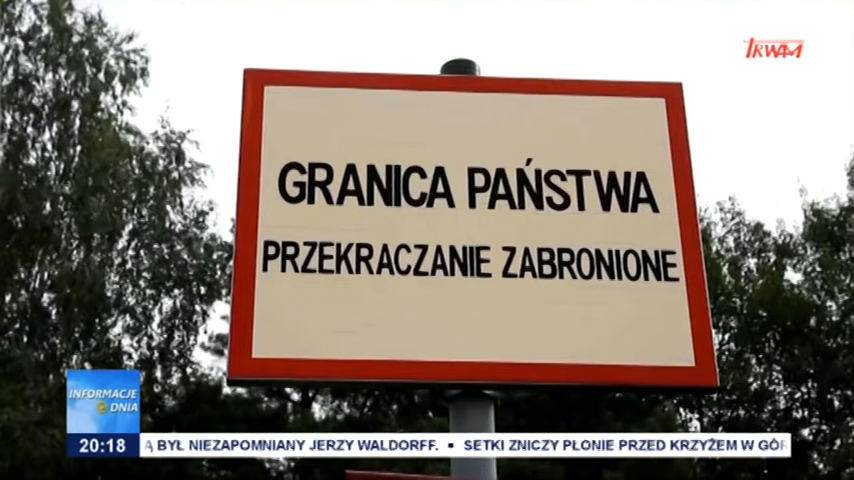 TRWAM
GRANICA PAŃSTWA
PRZEKRACZANIE ZABRONIONE
INFORMACJE
DNIA
20:18
BYŁ NIEZAPOMNIANY JERZY WALDORFF. ▪ SETKI ZNICZY PŁONIE PRZED KRZYŻEM W